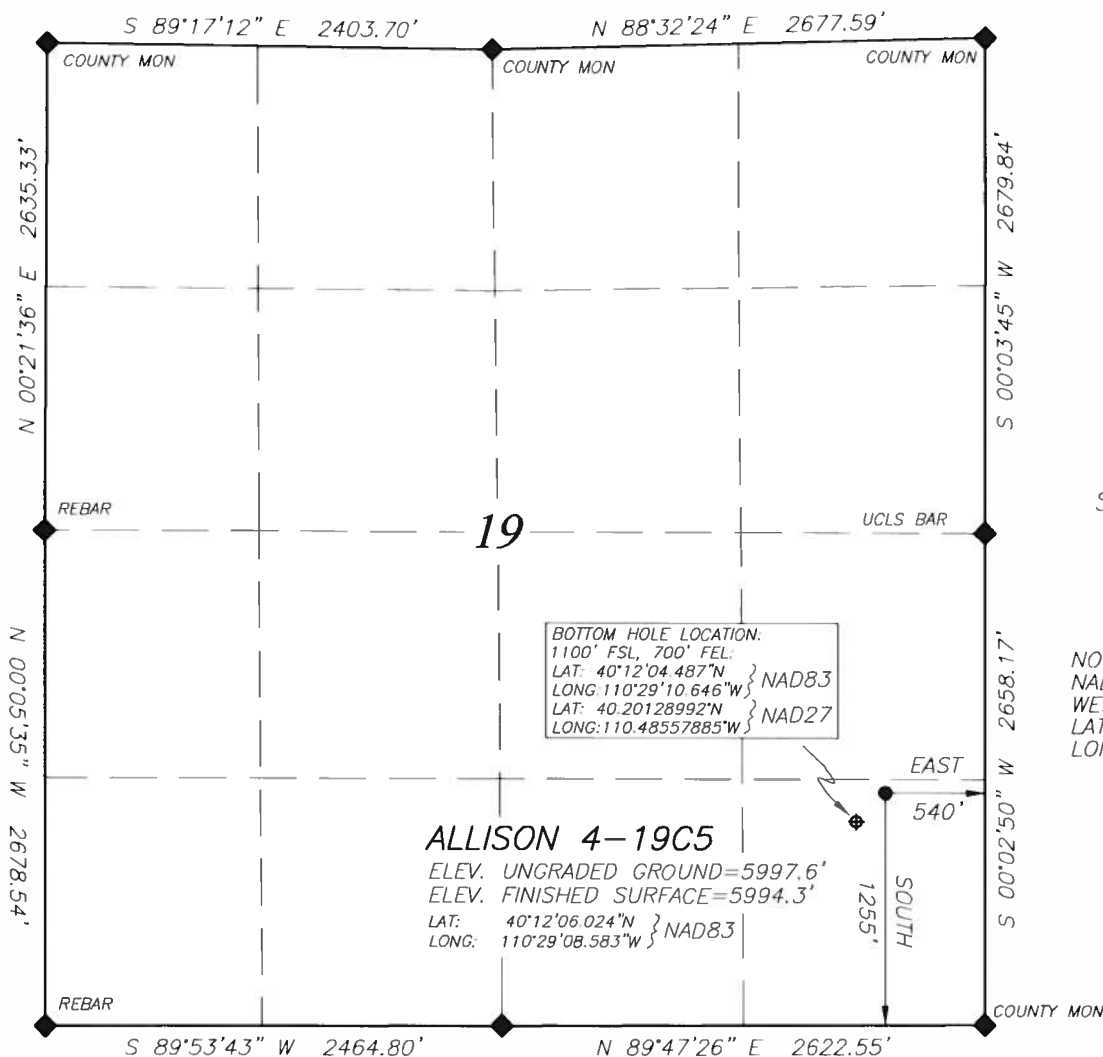 S 89°17'12" E 2403.70'
N 88°32'24" E 2677.59'
COUNTY MON
COUNTY MON
COUNTY MON
N 00°21'36" E 2635.33'
S 00°03'45" W 2679.84'
REBAR
19
UCLS BAR
S
BOTTOM HOLE LOCATION:
1100' FSL, 700' FEL:
LAT: 40°12'04.487"N
LONG: 110°29'10.646"W } NAD83
LAT: 40.20128992°N
LONG: 110.48557885°W } NAD27
N 00°05'35" W 2678.54'
S 00°02'50" W 2658.17'
NO
NAD
WE
LAT
LON
EAST
540'
SOUTH
1255'
ALLISON 4-19C5
ELEV. UNGRADED GROUND=5997.6'
ELEV. FINISHED SURFACE=5994.3'
LAT: 40°12'06.024"N
LONG: 110°29'08.583"W } NAD83
REBAR
COUNTY MON
S 89°53'43" W 2464.80'
N 89°47'26" E 2622.55'